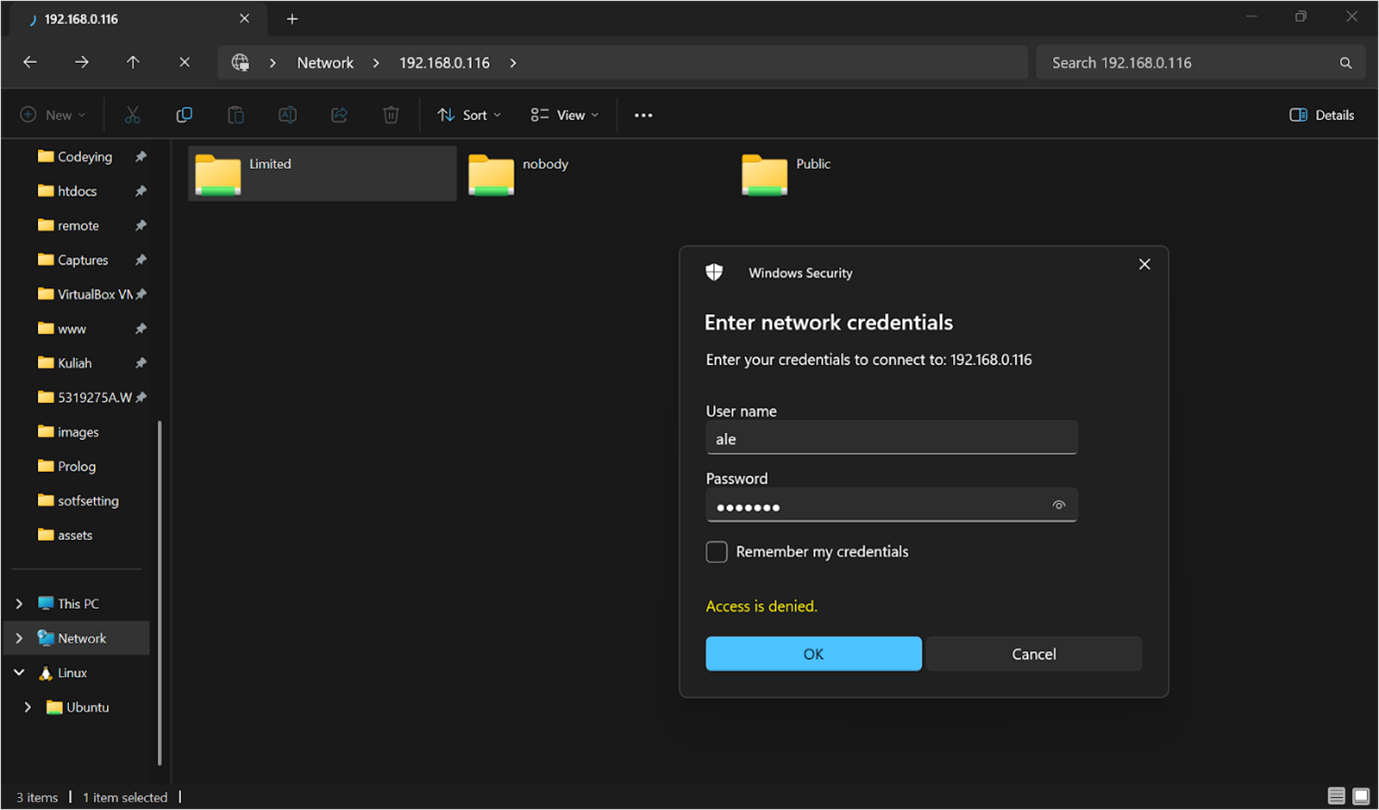 192.168.0.116
Network
192.168.0.116
Search 192.168.0.116
New
Sort
View
Details
Codeying
htdocs
remote
Captures
VirtualBox VM
www
Kuliah
5319275A.W
images
Prolog
sotfsetting
assets
This PC
Network
Linux
Ubuntu
Limited
nobody
Public
Windows Security
Enter network credentials
Enter your credentials to connect to: 192.168.0.116
User name
ale
Password
Remember my credentials
Access is denied.
OK
Cancel
3 items
1 item selected